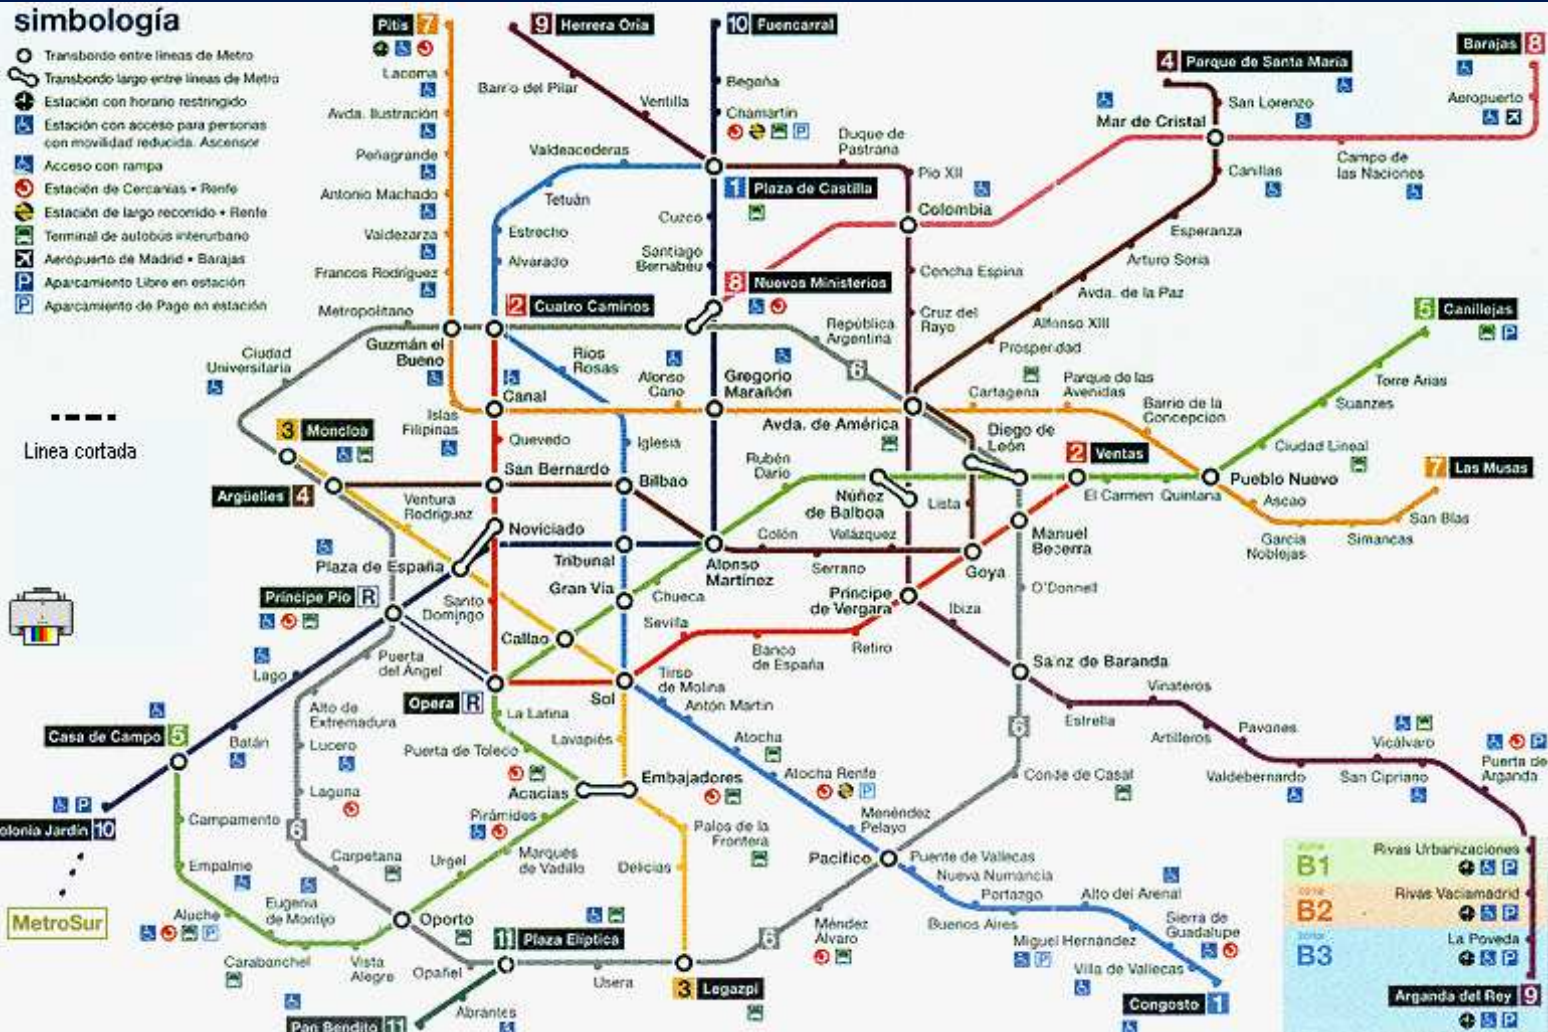 simbología
Transbordo entre líneas de Metro
Transbordo largo entre líneas de Metro
Estación con horario restringido
Estación con acceso para personas
con movilidad reducida. Ascensor
Acceso con rampa
Estación de Cercanías • Renfe
Estación de largo recorrido • Renfe
Terminal de autobús interurbano
Aeropuerto de Madrid • Barajas
Aparcamiento Libre en estación
Aparcamiento de Pago en estación
Linea cortada
Pitis 7
Lacoma
Avda. Ilustración
Peñagrande
Antonio Machado
Valdezarza
Francos Rodríguez
Metropolitano
Guzmán el
Bueno
Ciudad
Universitaria
Islas
Filipinas
3 Moncloa
Argüelles 4
9 Herrera Oria
Barrio del Pilar
Ventilla
10 Fuencarral
Begoña
Chamartín
Duque de
Pastrana
Pío XII
Valdeacederas
Tetuán
Estrecho
Alvarado
1 Plaza de Castilla
Cuzco
Santiago
Bernabéu
8 Nuevos Ministerios
2 Cuatro Caminos
Ríos
Rosas
Canal
Quevedo
San Bernardo
Iglesia
Bilbao
Alonso
Cano
Gregorio
Marañón
Colombia
Concha Espina
Cruz del
Rayo
República
Argentina
6
4 Parque de Santa María
San Lorenzo
Mar de Cristal
Canillas
Esperanza
Arturo Soria
Avda. de la Paz
Alfonso XIII
Prosperidad
Barajas 8
Aeropuerto
Campo de
las Naciones
Cartagena
Parque de las
Avenidas
Barrio de la
Concepción
Avda. de América
Diego de
León
2 Ventas
El Carmen
Quintana
Pueblo Nuevo
Ciudad Lineal
Suanzes
Torre Arias
5 Canillejas
7 Las Musas
Ascao
García
Noblejas
Simancas
San Blas
Rubén
Darío
Núñez
de Balboa
Lista
Manuel
Becerra
Goya
O'Donnell
Colón
Velázquez
Serrano
Alonso
Martínez
Ventura
Rodríguez
Noviciado
Plaza de España
Tribunal
Gran Vía
Chueca
Callao
Santo
Domingo
Príncipe Pío R
Opera R
Sol
Sevilla
Banco
de España
Retiro
Príncipe
de Vergara
Ibiza
Sainz de Baranda
6
Puerta
del Ángel
Lago
Alto de
Extremadura
Lucero
Laguna
6
Carpetana
Casa de Campo 5
Batán
olonia Jardín 10
MetroSur
Campamento
Empalme
Aluche
Eugenia
de Montijo
Carabanchel
Vista
Alegre
Oporto
Opañel
11 Plaza Elíptica
Abrantes
Pan Bendito 11
Usera
3 Legazpi
6
La Latina
Puerta de Toledo
Lavapiés
Acacias
Embajadores
Pirámides
Marqués
de Vadillo
Urgel
Palos de la
Frontera
Delicias
Tirso
de Molina
Antón Martín
Atocha
Atocha Renfe
Menéndez
Pelayo
Pacífico
Conde de Casal
Méndez
Álvaro
Puente de Vallecas
Nueva Numancia
Portazgo
Buenos Aires
Alto del Arenal
Miguel Hernández
Sierra de
Guadalupe
Villa de Vallecas
Congosto 1
Estrella
Vinateros
Artilleros
Pavones
Valdebernardo
Vicálvaro
San Cipriano
Puerta de
Arganda
Rivas Urbanizaciones
zona
B1
Rivas Vaciamadrid
zona
B2
La Poveda
zona
B3
Arganda del Rey 9